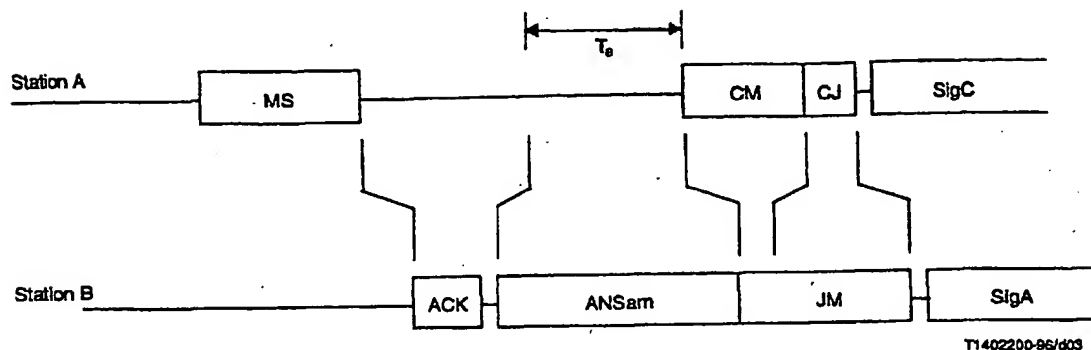 Te
Station A
MS
CM
CJ
SigC
Station B
ACK
ANSam
JM
SigA
T1402200-96/d03